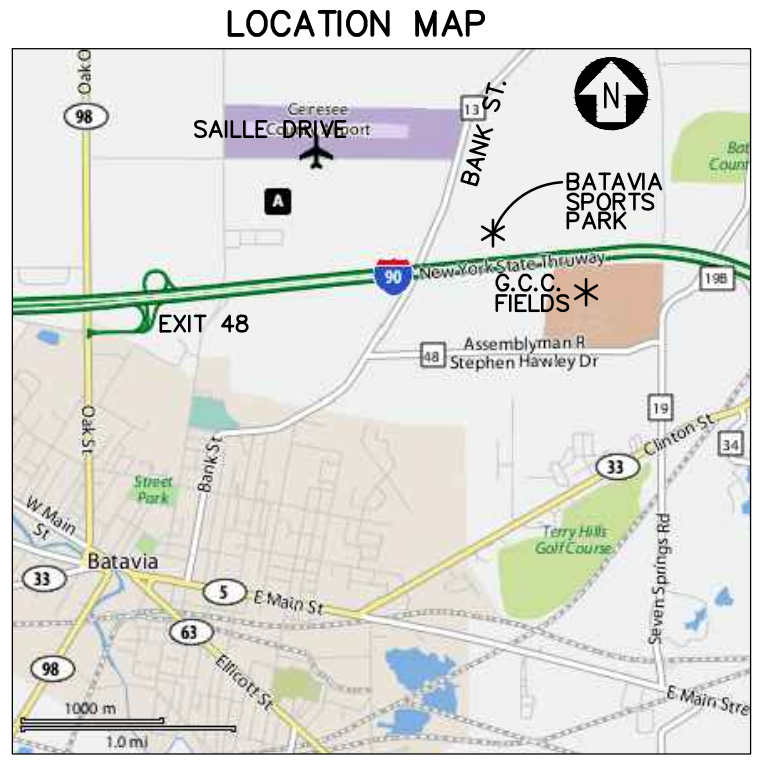 LOCATION MAP
Oak O
98
Genesee
County Airport
SAILLE DRIVE
13
BANK ST.
N
Bat
Count
A
BATAVIA
SPORTS
PARK
90
New York State Thruway
19B
G.C.C.
FIELDS
EXIT 48
Assemblyman R
Stephen Hawley Dr
48
19
Oak St
Bank St
Clinton St
34
33
Street
Park
W Main
St
Terry Hills
Golf Course
Batavia
33
5
E Main St
Seven Springs Rd
63
98
Ellicott St
E Main Stre
1000 m
1.0 mi